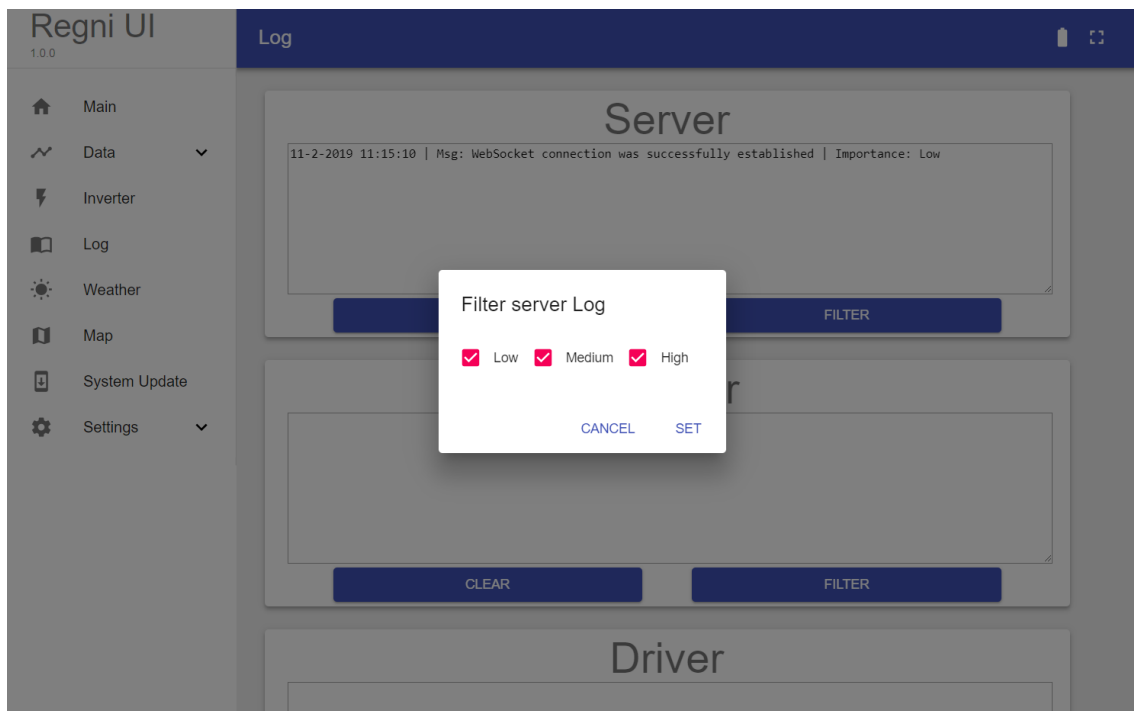 Regni UI
1.0.0
Log
Main
Data
Inverter
Log
Weather
Map
System Update
Settings
Server
11-2-2019 11:15:10 | Msg: WebSocket connection was successfully established | Importance: Low
FILTER
Filter server Log
Low Medium High
CANCEL SET
CLEAR FILTER
Driver